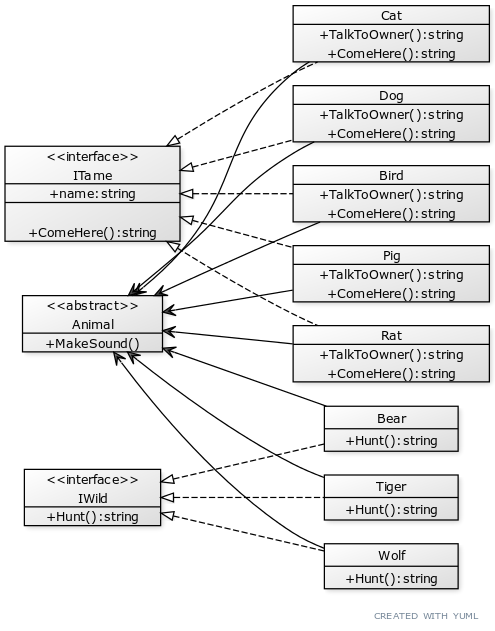 Cat
+TalkToOwner():string
+ComeHere():string
Dog
+TalkToOwner():string
+ComeHere():string
<<interface>>
ITame
+name:string
+ComeHere():string
Bird
+TalkToOwner():string
+ComeHere():string
Pig
+TalkToOwner():string
+ComeHere():string
<<abstract>>
Animal
+MakeSound()
Rat
+TalkToOwner():string
+ComeHere():string
Bear
+Hunt():string
<<interface>>
IWild
+Hunt():string
Tiger
+Hunt():string
Wolf
+Hunt():string
CREATED WITH YUML